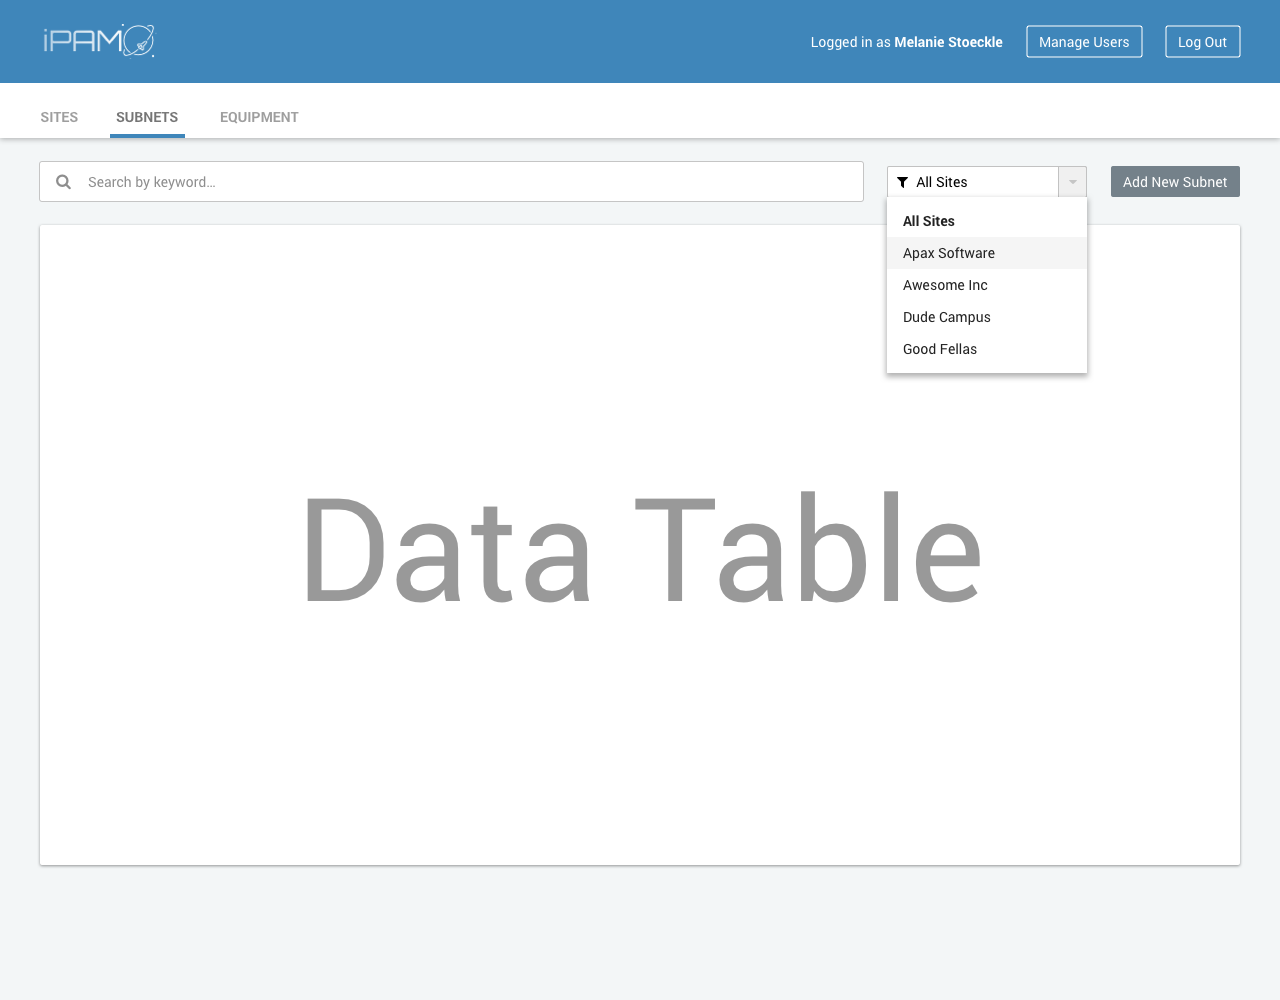 iPAM
Logged in as Melanie Stoeckle
Manage Users
Log Out
SITES
SUBNETS
EQUIPMENT
Search by keyword...
All Sites
Add New Subnet
All Sites
Apax Software
Awesome Inc
Dude Campus
Good Fellas
Data Table